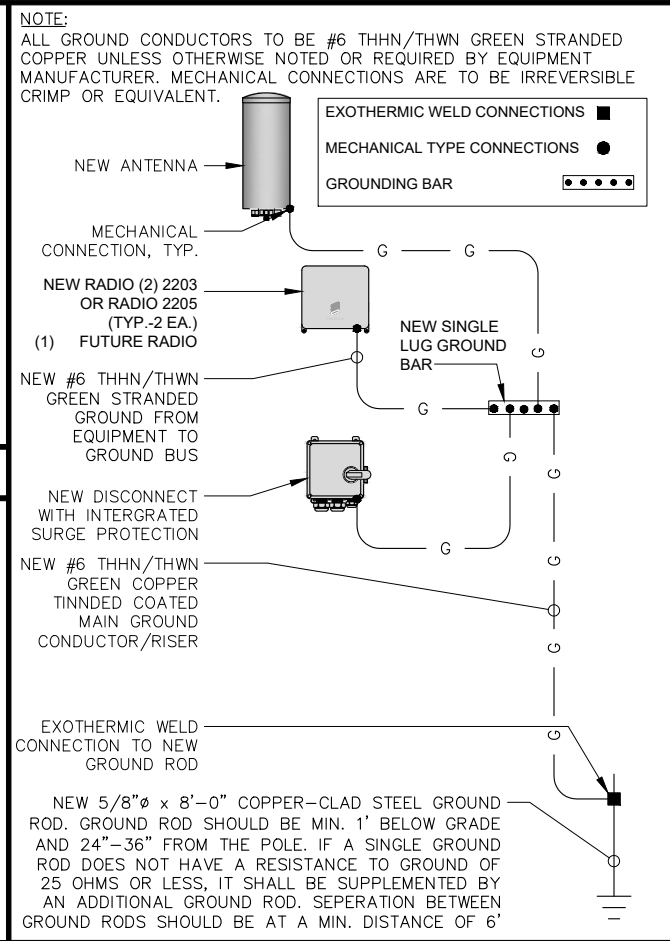 NOTE:
ALL GROUND CONDUCTORS TO BE #6 THHN/THWN GREEN STRANDED
COPPER UNLESS OTHERWISE NOTED OR REQUIRED BY EQUIPMENT
MANUFACTURER. MECHANICAL CONNECTIONS ARE TO BE IRREVERSIBLE
CRIMP OR EQUIVALENT.
EXOTHERMIC WELD CONNECTIONS
MECHANICAL TYPE CONNECTIONS
GROUNDING BAR
NEW ANTENNA
MECHANICAL
CONNECTION, TYP.
G G
NEW RADIO (2) 2203
OR RADIO 2205
(TYP.-2 EA.)
(1) FUTURE RADIO
NEW SINGLE
LUG GROUND
BAR
G
NEW #6 THHN/THWN
GREEN STRANDED
GROUND FROM
EQUIPMENT TO
GROUND BUS
G
G
G
NEW DISCONNECT
WITH INTERGRATED
SURGE PROTECTION
G
NEW #6 THHN/THWN
GREEN COPPER
TINNDED COATED
MAIN GROUND
CONDUCTOR/RISER
G
G
G
EXOTHERMIC WELD
CONNECTION TO NEW
GROUND ROD
NEW 5/8"ø x 8'-0" COPPER-CLAD STEEL GROUND
ROD. GROUND ROD SHOULD BE MIN. 1' BELOW GRADE
AND 24"-36" FROM THE POLE. IF A SINGLE GROUND
ROD DOES NOT HAVE A RESISTANCE TO GROUND OF
25 OHMS OR LESS, IT SHALL BE SUPPLEMENTED BY
AN ADDITIONAL GROUND ROD. SEPERATION BETWEEN
GROUND RODS SHOULD BE AT A MIN. DISTANCE OF 6'